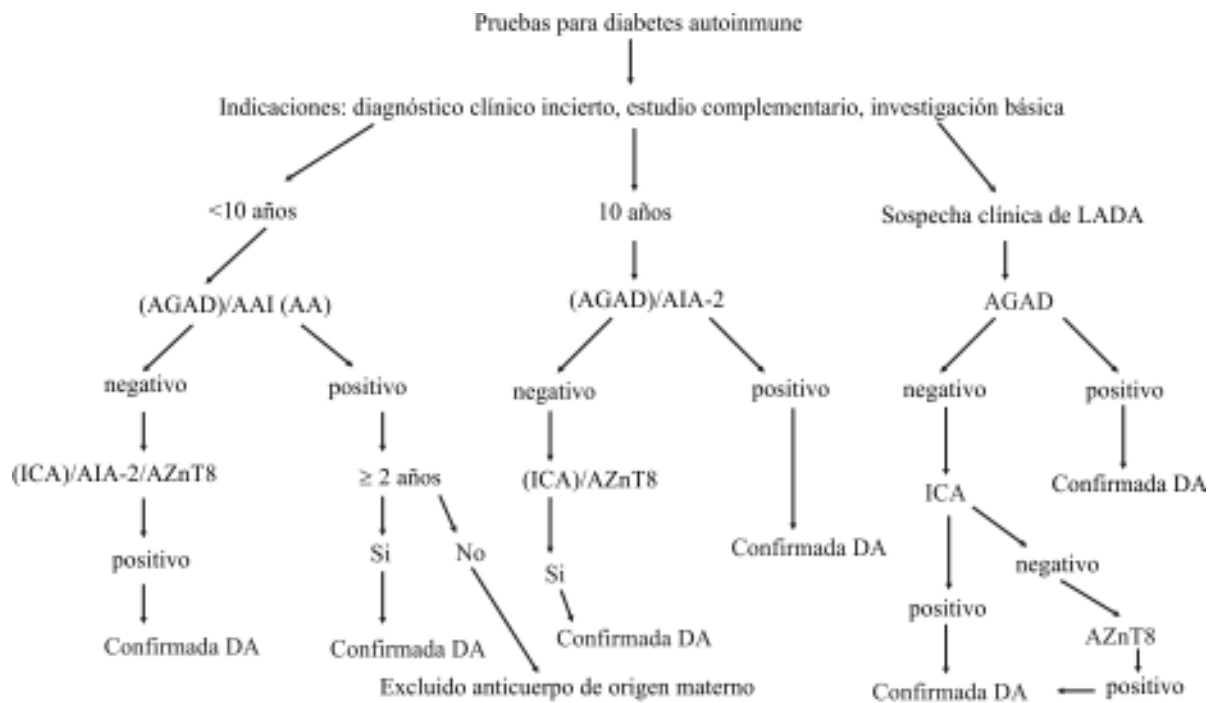 Pruebas para diabetes autoinmune
Indicaciones: diagnóstico clínico incierto, estudio complementario, investigación básica
<10 años
10 años
Sospecha clínica de LADA
(AGAD)/AAI (AA)
(AGAD)/AIA-2
AGAD
negativo
positivo
negativo
positivo
negativo
positivo
(ICA)/AIA-2/AZnT8
≥ 2 años
(ICA)/AZnT8
ICA
Confirmada DA
positivo
Si
No
Si
Confirmada DA
negativo
positivo
Confirmada DA
Confirmada DA
Confirmada DA
AZnT8
Excluido anticuerpo de origen materno
Confirmada DA
positivo